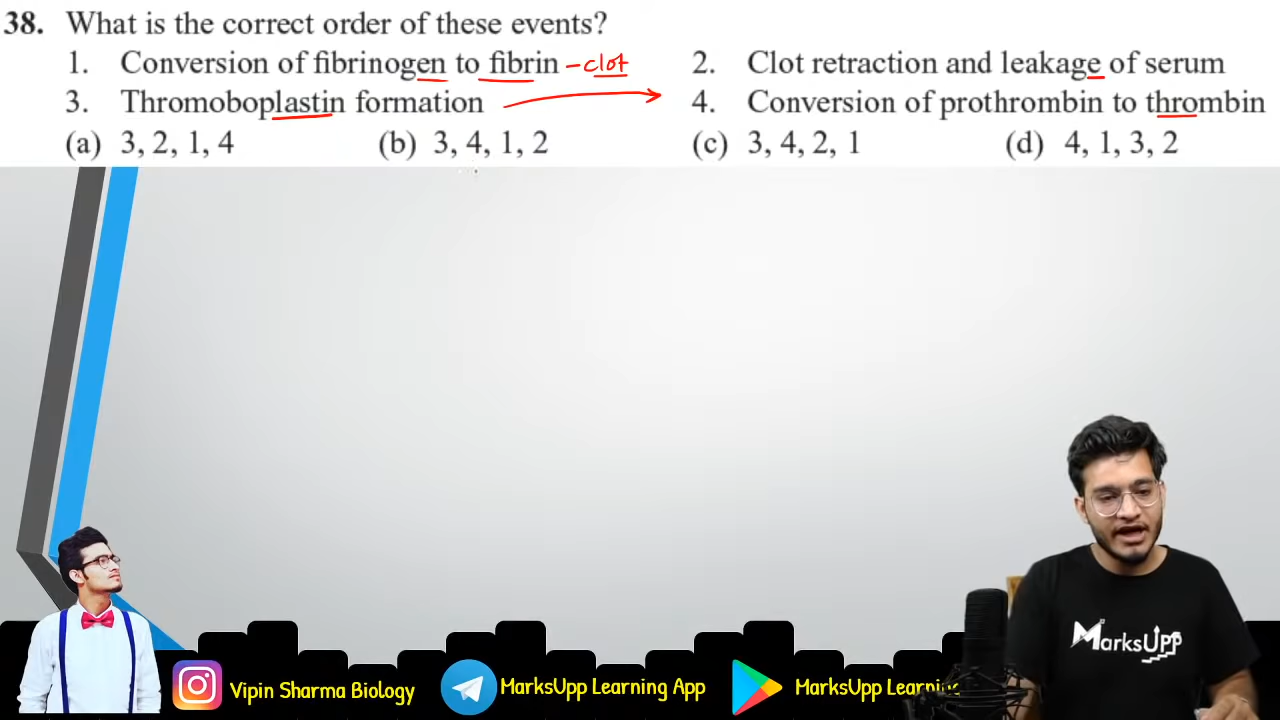 38. What is the correct order of these events?
1. Conversion of fibrinogen to fibrin -clot
2. Clot retraction and leakage of serum
3. Thromoboplastin formation
4. Conversion of prothrombin to thrombin
(a) 3, 2, 1, 4 (b) 3, 4, 1, 2 (c) 3, 4, 2, 1 (d) 4, 1, 3, 2
MarksUpp
Vipin Sharma Biology MarksUpp Learning App MarksUpp Learning